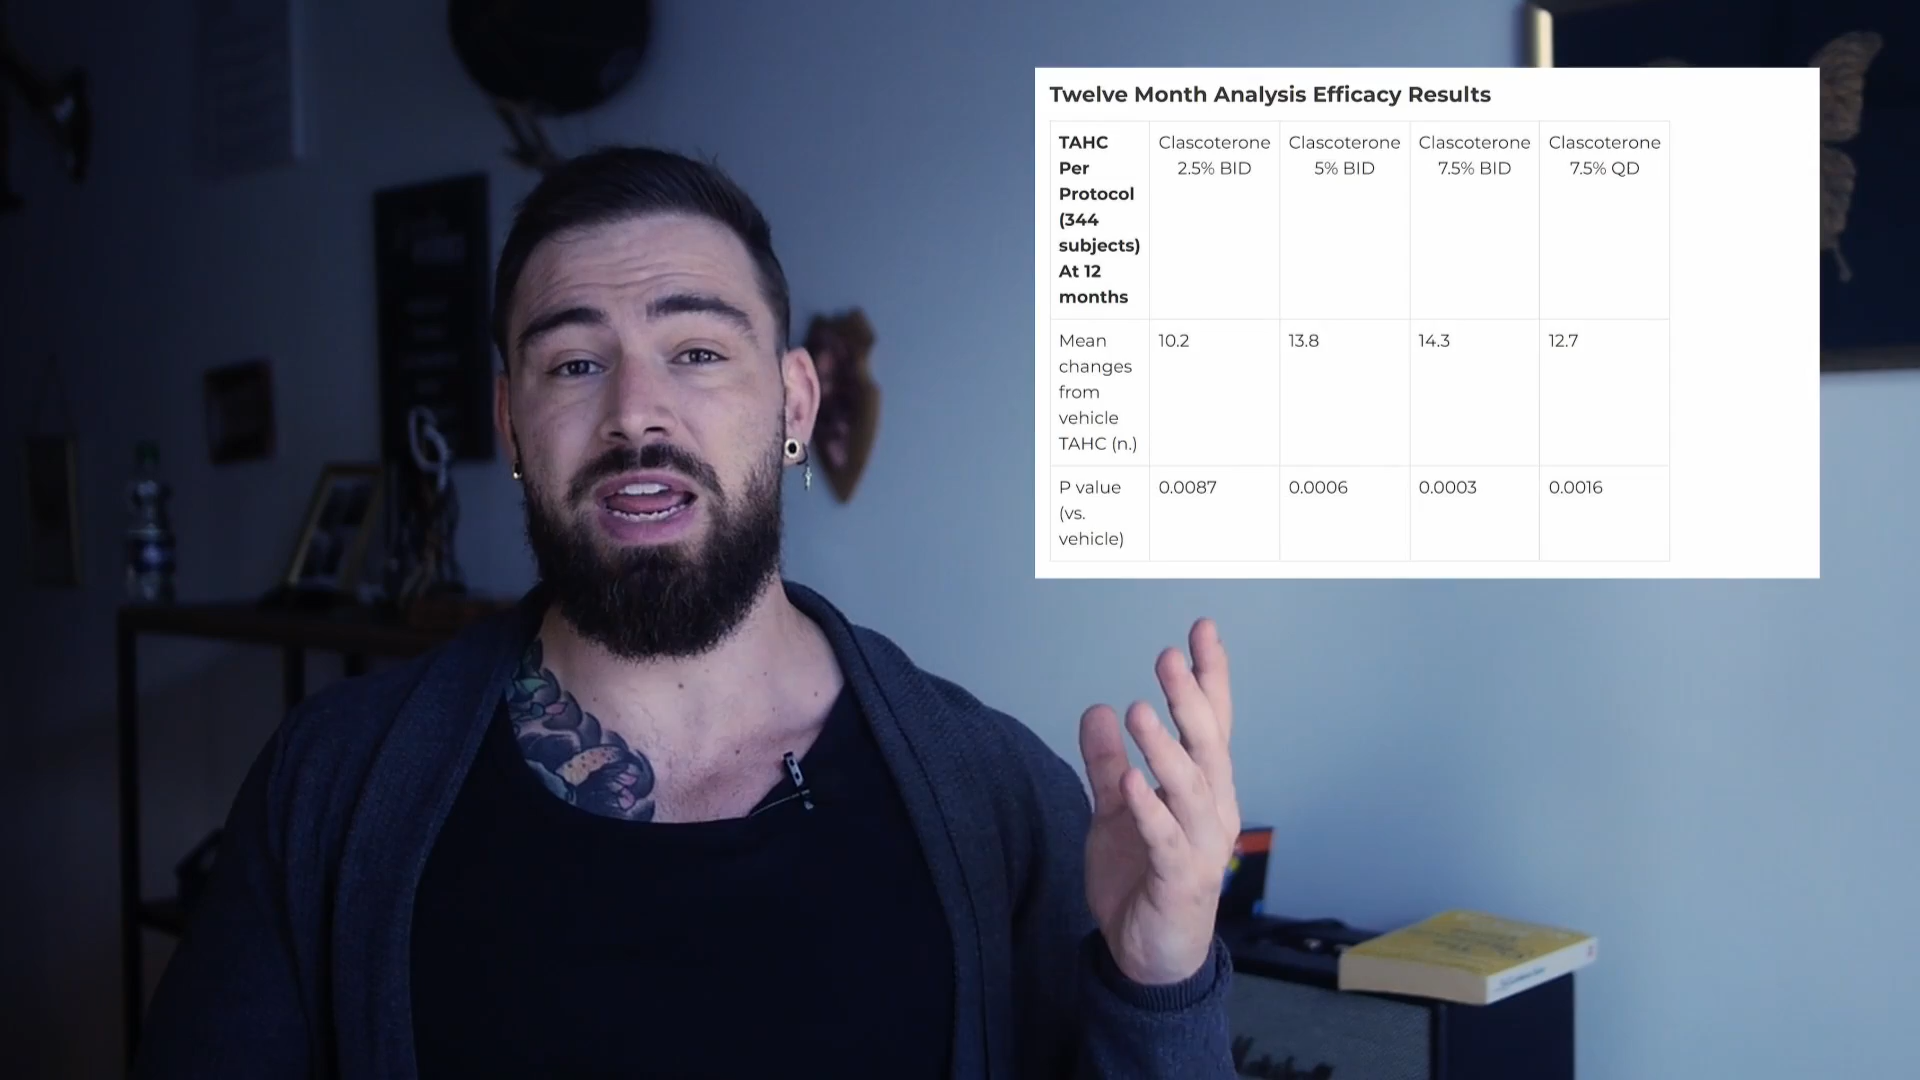 Twelve Month Analysis Efficacy Results
TAHC
Per
Protocol
(344
subjects)
At 12
months
Clascoterone
2.5% BID
Clascoterone
5% BID
Clascoterone
7.5% BID
Clascoterone
7.5% QD
Mean
changes
from
vehicle
TAHC (n.)
10.2
13.8
14.3
12.7
P value
(vs.
vehicle)
0.0087
0.0006
0.0003
0.0016